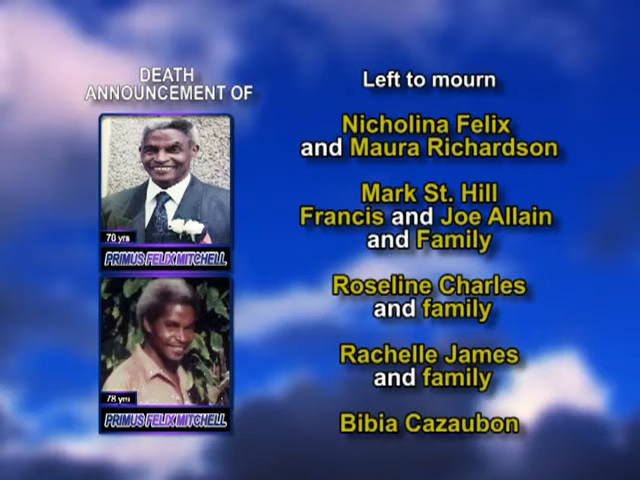 DEATH
ANNOUNCEMENT OF
70 yrs
PRIMUS FELIX MITCHELL
78 yrs
PRIMUS FELIX MITCHELL
Left to mourn
Nicholina Felix
and Maura Richardson
Mark St. Hill
Francis and Joe Allain
and Family
Roseline Charles
and family
Rachelle James
and family
Bibia Cazaubon